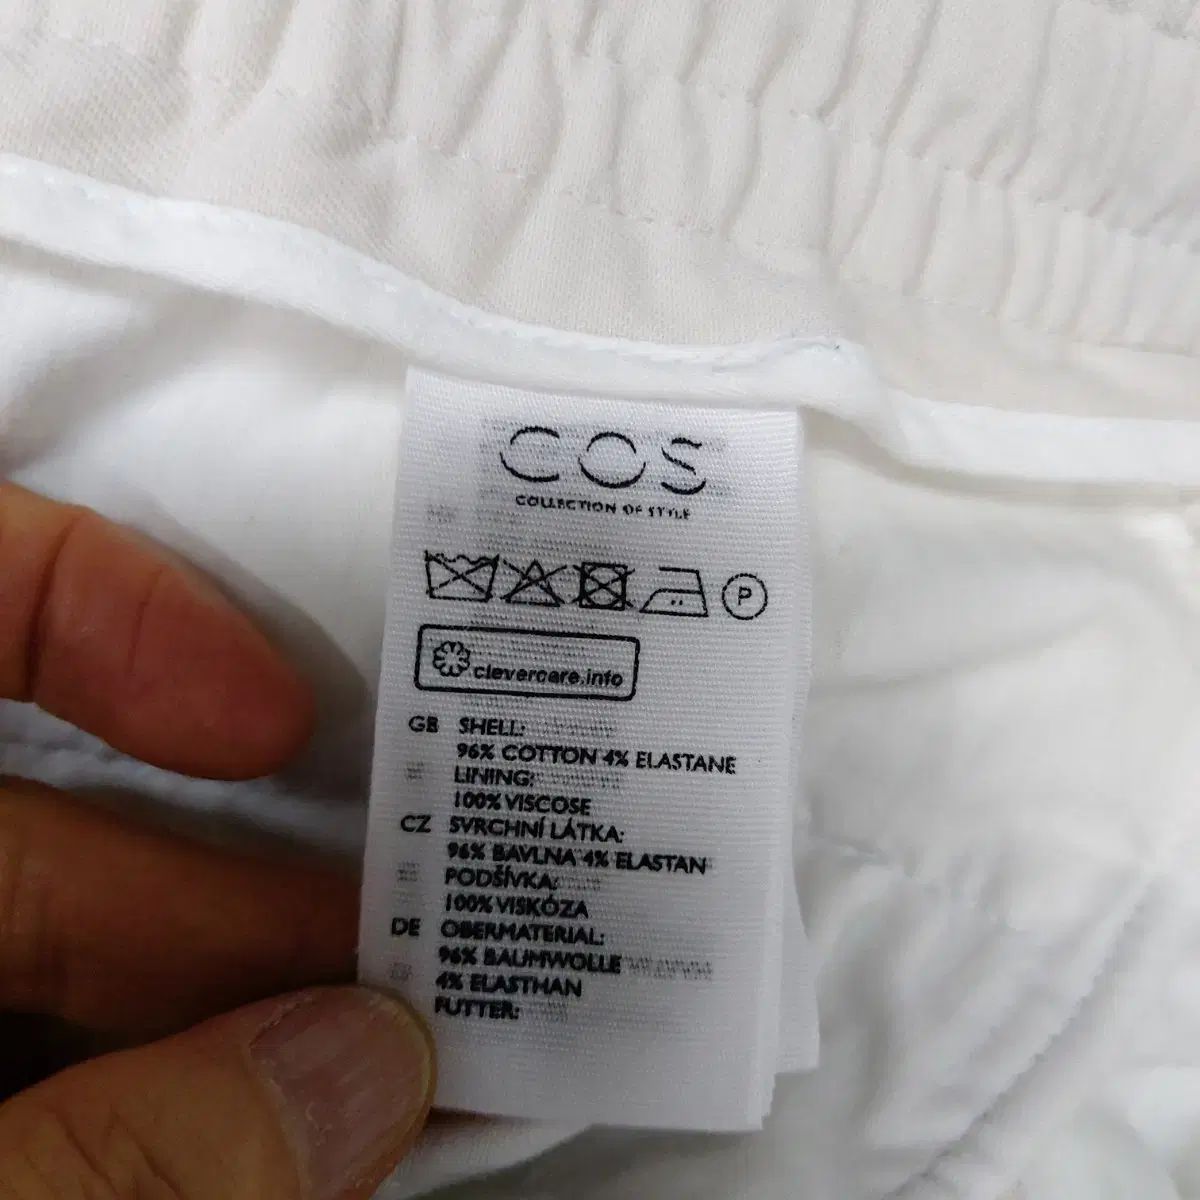 COS
COLLECTION OF STYLE
P
clevercare.info
GB SHELL:
96% COTTON 4% ELASTANE
LINING:
100% VISCOSE
CZ SVRCHNÍ LÁTKA:
96% BAVLNA 4% ELASTAN
PODŠÍVKA:
100% VISKÓZA
DE OBERMATERIAL:
96% BAUMWOLLE
4% ELASTHAN
FUTTER: